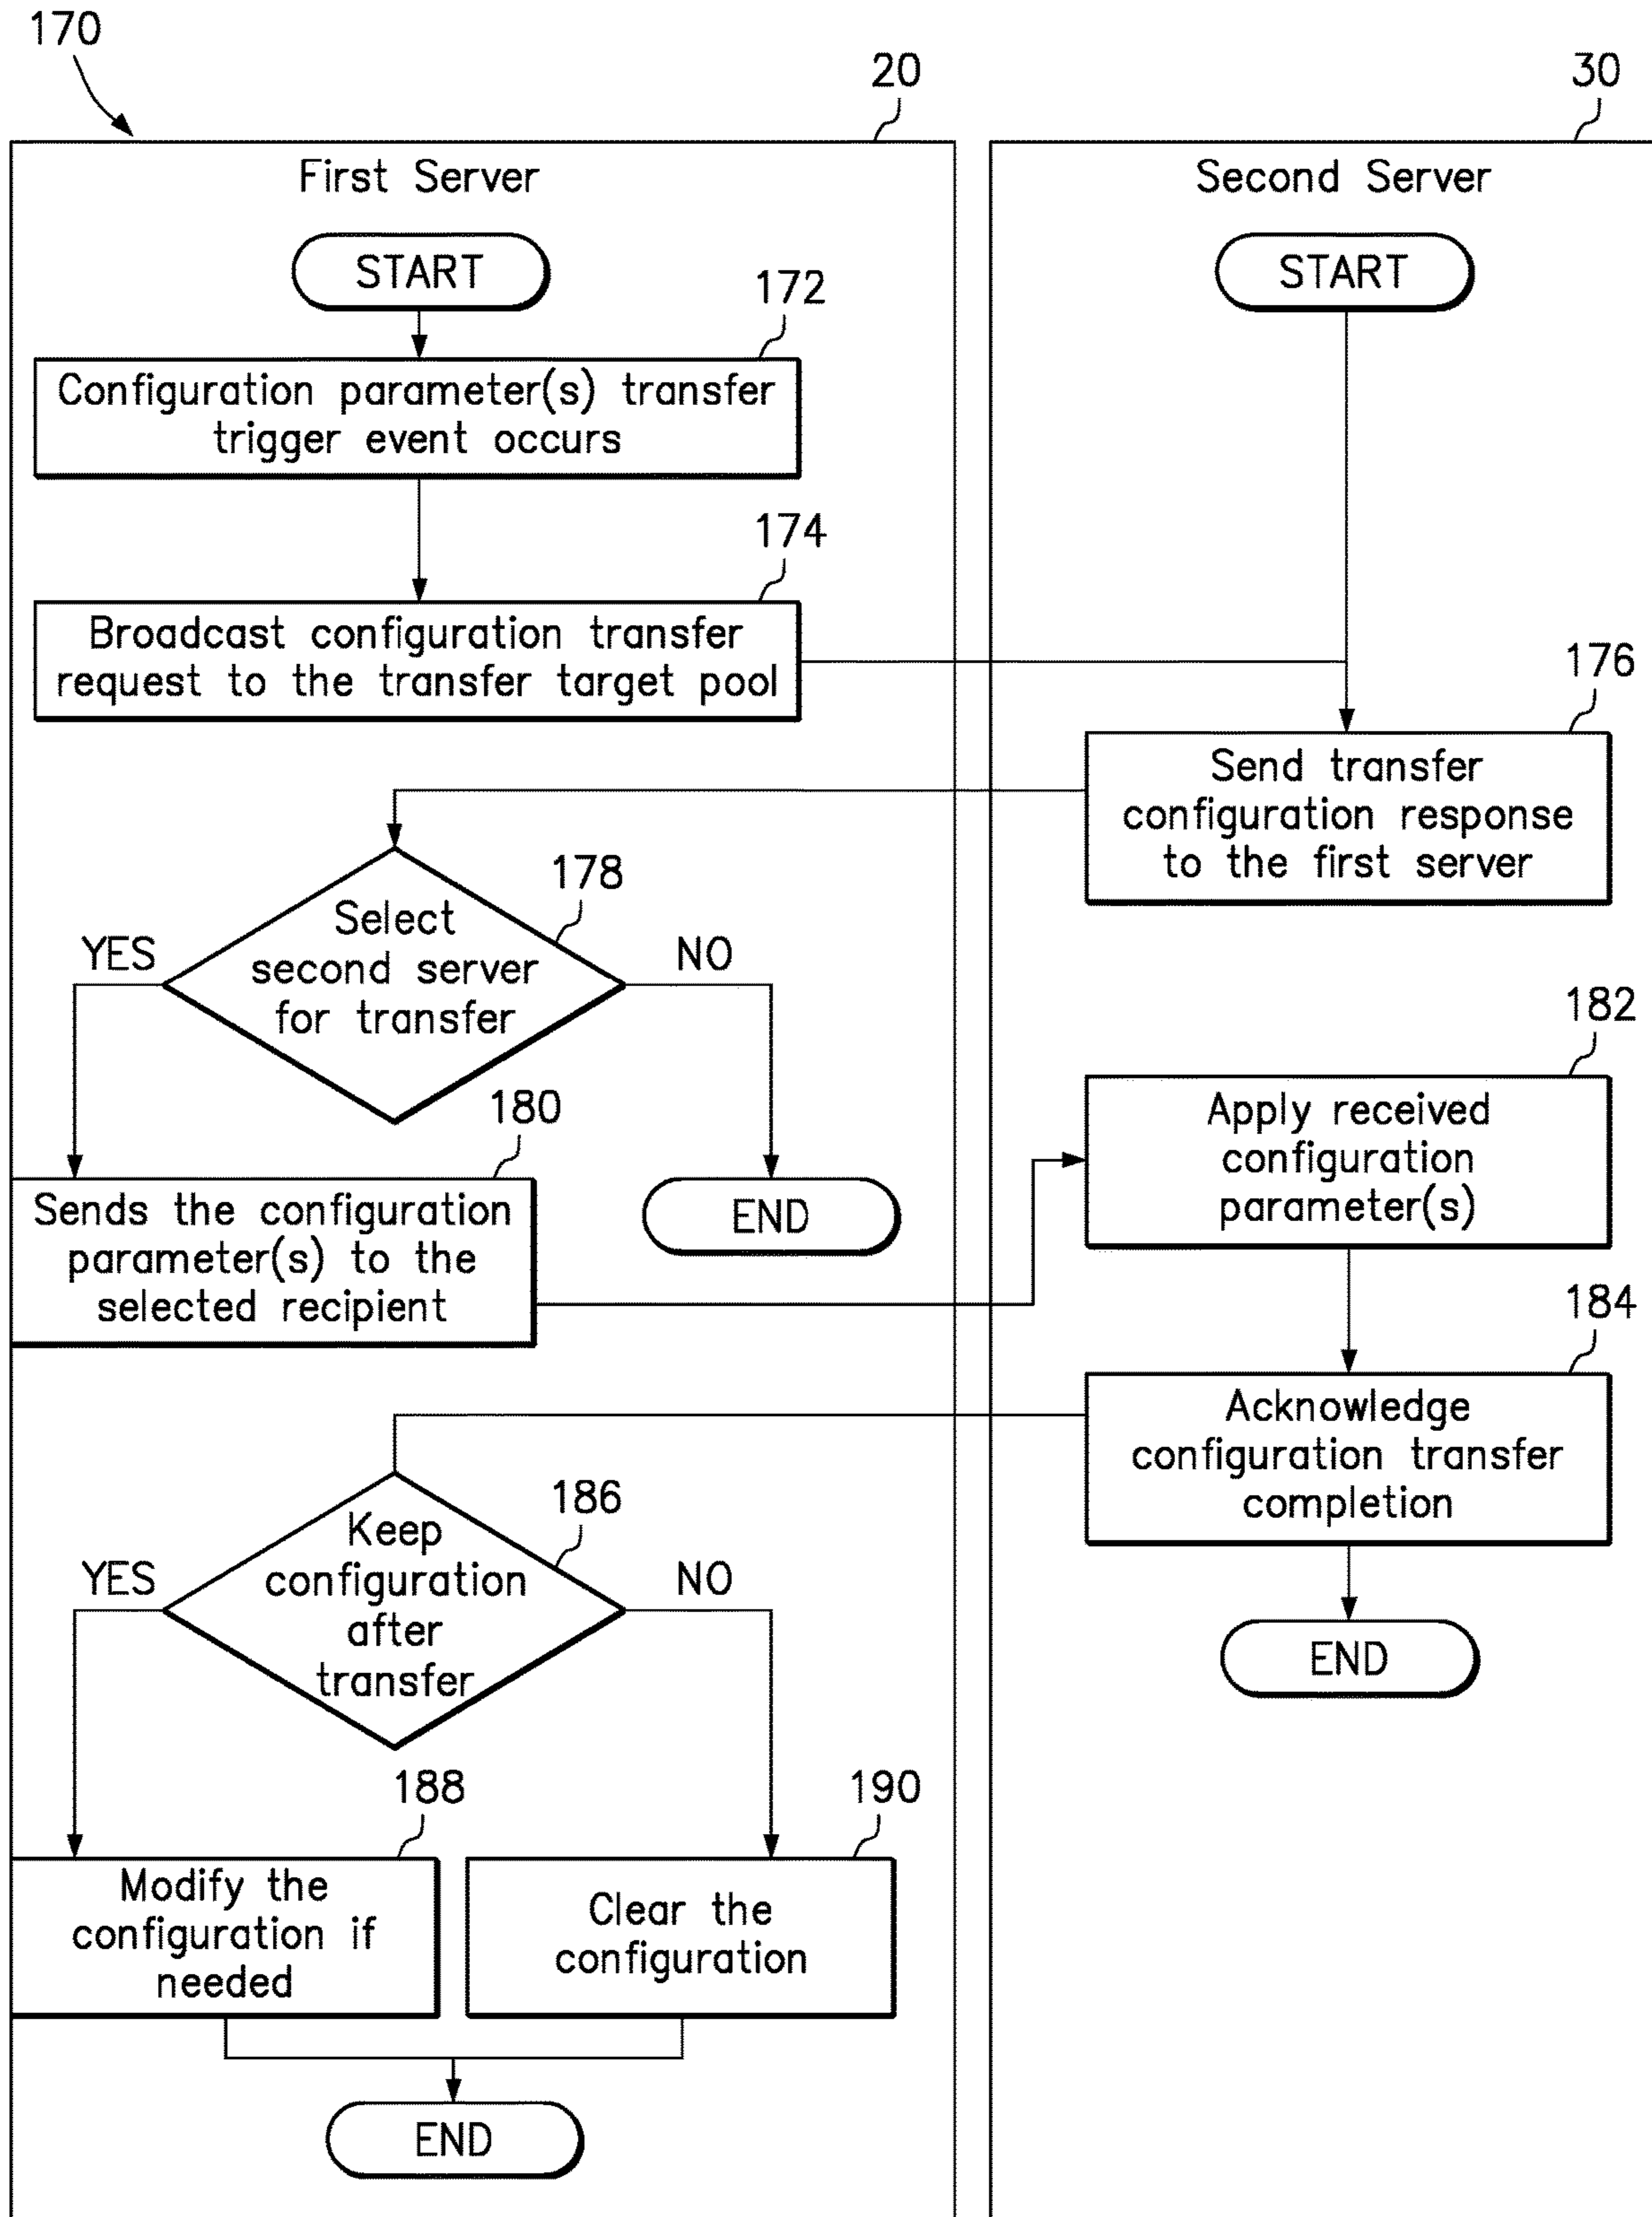 170
20
30
First Server
Second Server
START
START
172
Configuration parameter(s) transfer
trigger event occurs
174
Broadcast configuration transfer
request to the transfer target pool
176
Send transfer
configuration response
to the first server
178
Select
second server
for transfer
YES
NO
180
Sends the configuration
parameter(s) to the
selected recipient
END
182
Apply received
configuration
parameter(s)
184
Acknowledge
configuration transfer
completion
END
186
Keep
configuration
after
transfer
YES
NO
188
Modify the
configuration if
needed
190
Clear the
configuration
END